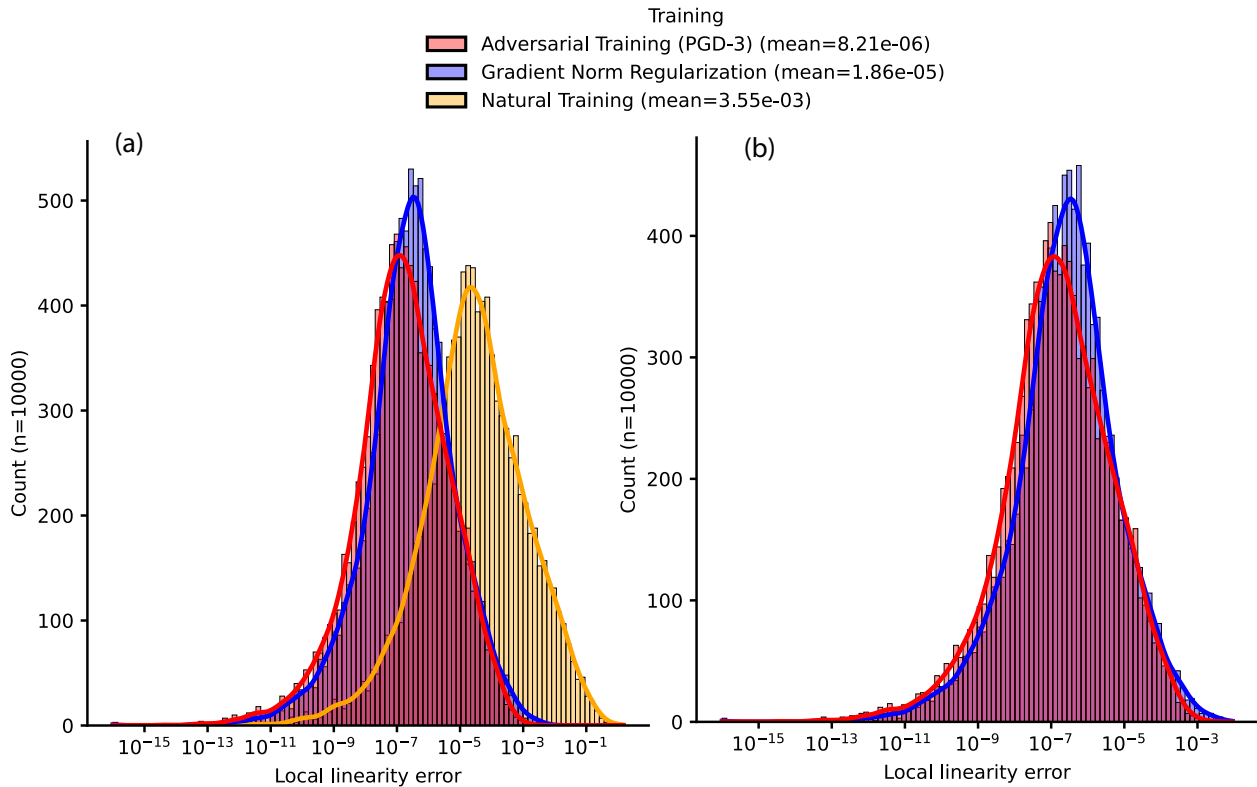 Training
Adversarial Training (PGD-3) (mean=8.21e-06)
Gradient Norm Regularization (mean=1.86e-05)
Natural Training (mean=3.55e-03)
(a)
500
400
300
200
100
0
Count (n=10000)
10^-15
10^-13
10^-11
10^-9
10^-7
10^-5
10^-3
10^-1
Local linearity error
(b)
400
300
200
100
0
Count (n=10000)
10^-15
10^-13
10^-11
10^-9
10^-7
10^-5
10^-3
Local linearity error